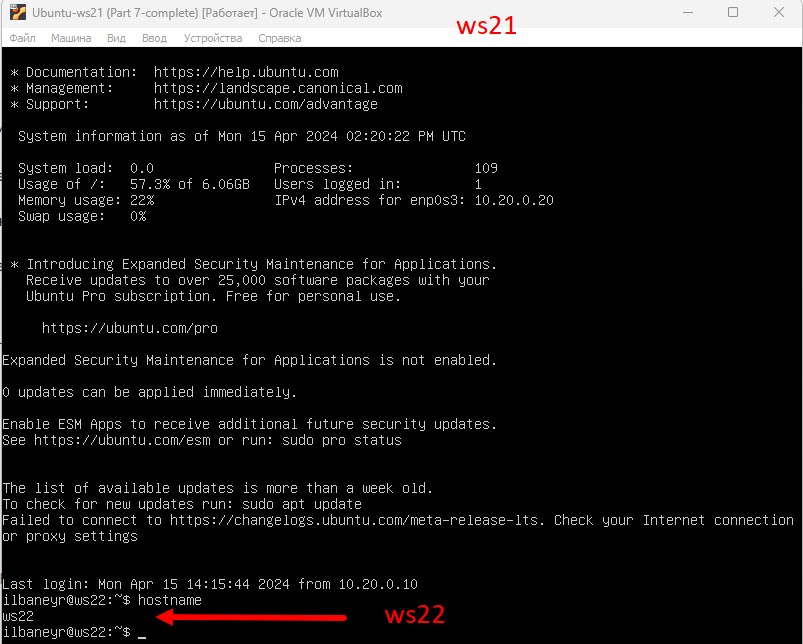 Ubuntu-ws21 (Part 7-complete) [Работает] - Oracle VM VirtualBox
ws21
Файл Машина Вид Ввод Устройства Справка
* Documentation: https://help.ubuntu.com
* Management: https://landscape.canonical.com
* Support: https://ubuntu.com/advantage
System information as of Mon 15 Apr 2024 02:20:22 PM UTC
System load: 0.0 Processes: 109
Usage of /: 57.3% of 6.06GB Users logged in: 1
Memory usage: 22% IPv4 address for enp0s3: 10.20.0.20
Swap usage: 0%
* Introducing Expanded Security Maintenance for Applications.
Receive updates to over 25,000 software packages with your
Ubuntu Pro subscription. Free for personal use.
https://ubuntu.com/pro
Expanded Security Maintenance for Applications is not enabled.
0 updates can be applied immediately.
Enable ESM Apps to receive additional future security updates.
See https://ubuntu.com/esm or run: sudo pro status
The list of available updates is more than a week old.
To check for new updates run: sudo apt update
Failed to connect to https://changelogs.ubuntu.com/meta-release-lts. Check your Internet connection
or proxy settings
Last login: Mon Apr 15 14:15:44 2024 from 10.20.0.10
ilbaneyr@ws22:~$ hostname
ws22
ws22
ilbaneyr@ws22:~$ _